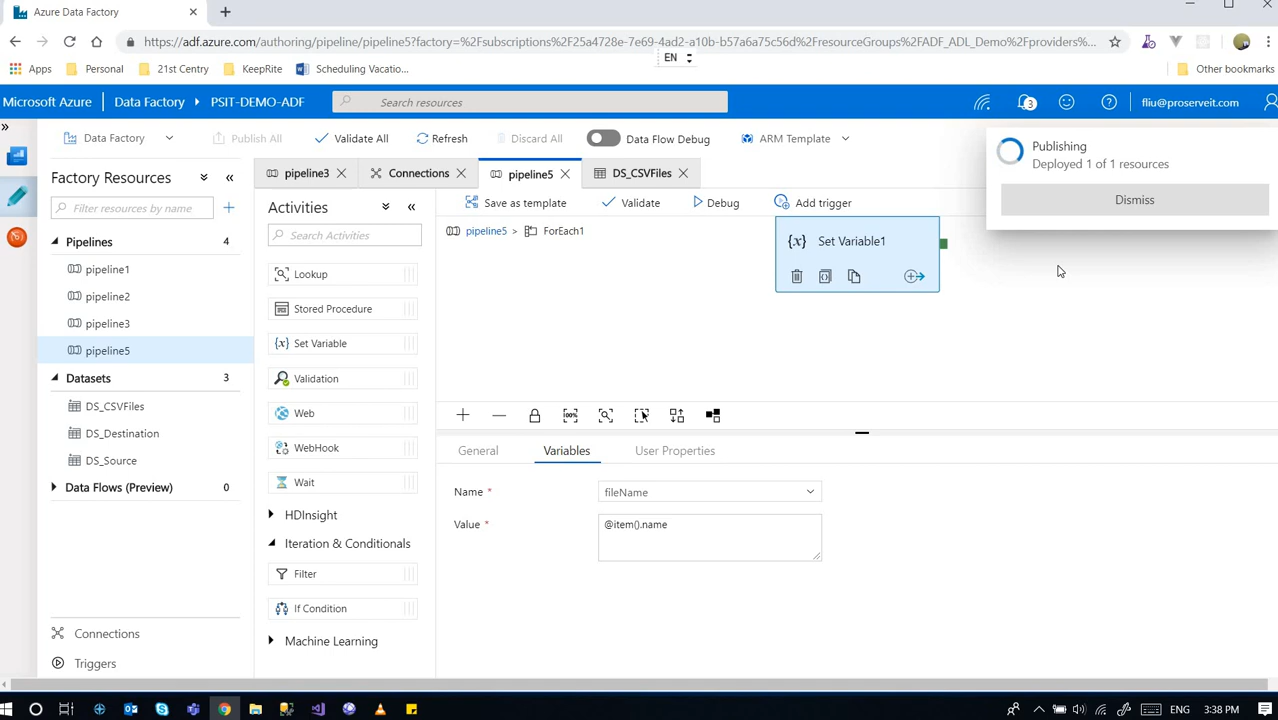 Azure Data Factory
https://adf.azure.com/authoring/pipeline/pipeline5?factory=%2Fsubscriptions%2F25a4728e-7e69-4ad2-a10b-b57a6a75c56d%2FresourceGroups%2FADF_ADL_Demo%2Fproviders%...
Apps Personal 21st Centry KeepRite Scheduling Vacatio... EN Other bookmarks
Microsoft Azure Data Factory PSIT-DEMO-ADF Search resources 3 fliu@proserveit.com
Data Factory Publish All Validate All Refresh Discard All Data Flow Debug ARM Template
Publishing
Deployed 1 of 1 resources
Dismiss
Factory Resources
Filter resources by name
Pipelines 4
pipeline1
pipeline2
pipeline3
pipeline5
Datasets 3
DS_CSVFiles
DS_Destination
DS_Source
Data Flows (Preview) 0
Connections
Triggers
pipeline3 Connections pipeline5 DS_CSVFiles
Activities
Search Activities
Lookup
Stored Procedure
Set Variable
Validation
Web
WebHook
Wait
HDInsight
Iteration & Conditionals
Filter
If Condition
Machine Learning
Save as template Validate Debug Add trigger
pipeline5 > ForEach1
Set Variable1
General Variables User Properties
Name * fileName
Value * @item().name
ENG 3:38 PM